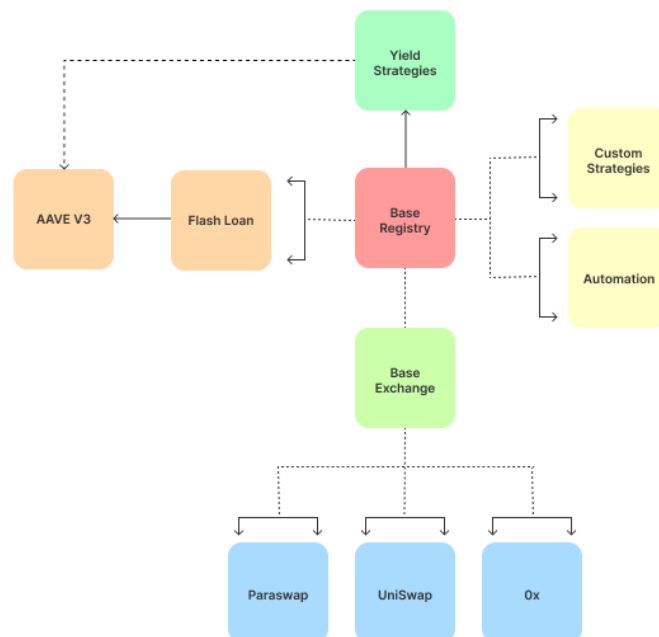 Yield
Strategies
Custom
Strategies
AAVE V3
Flash Loan
Base
Registry
Automation
Base
Exchange
Paraswap
UniSwap
0x